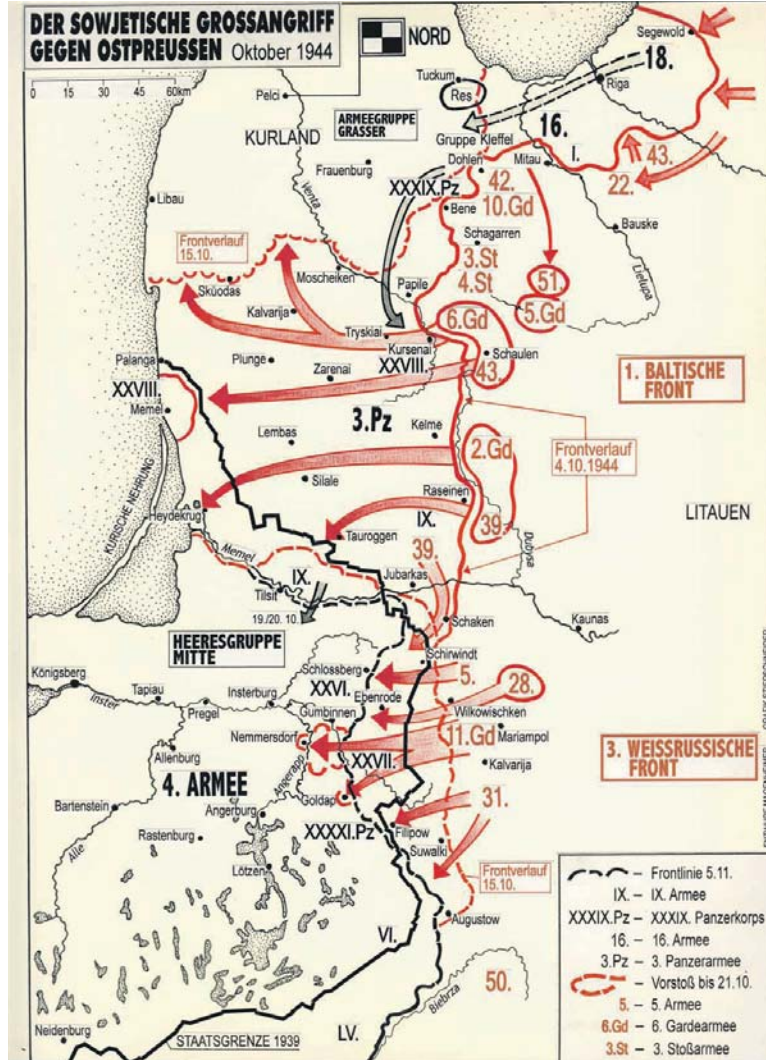 DER SOWJETISCHE GROSSANGRIFF
GEGEN OSTPREUSSEN Oktober 1944
0 15 30 45 60km
NORD
Segewold
Tuckum
Res
18.
Riga
Pelci
ARMEEGRUPPE
GRASSER
KURLAND
16.
Gruppe Kleffel
I.
43.
Dohlen
Mitau
22.
Frauenburg
Venta
XXXIX.Pz
42.
Libau
Bene
10.Gd
Bauske
Schagarren
Frontverlauf
15.10.
3.St
Lielupa
Moscheiken
4.St
51.
Skuodas
Papile
5.Gd
Kalvarija
6.Gd
Tryskiai
Kursenai
Schaulen
Palanga
Plunge
XXVIII.
43.
Zarenai
1. BALTISCHE
FRONT
XXVIII.
Memel
3.Pz
Kelme
Lembas
2.Gd
Frontverlauf
4.10.1944
Silale
KURISCHE NEHRUNG
Raseinen
LITAUEN
Heydekrug
IX.
39.
Tauroggen
Dubysa
Memel
39.
IX.
Jubarkas
Tilsit
19./20. 10.
Kaunas
Schaken
HEERESGRUPPE
MITTE
Schirwindt
Schlossberg
5.
Königsberg
XXVI.
28.
Tapiau
Insterburg
Ebenrode
Inster
Pregel
Wilkowischken
Gumbinnen
Nemmersdorf
11.Gd
Mariampol
Allenburg
XXVII.
3. WEISSRUSSISCHE
FRONT
Kalvarija
4. ARMEE
Angerapp
Goldap
31.
Bartenstein
Angerburg
XXXXI.Pz
Filipow
Rastenburg
Alle
Suwalki
Lötzen
Frontverlauf
15.10.
Augustow
VI.
50.
Biebrza
Neidenburg
STAATSGRENZE 1939
LV.
– Frontlinie 5.11.
IX. – IX. Armee
XXXIX.Pz – XXXIX. Panzerkorps
16. – 16. Armee
3.Pz – 3. Panzerarmee
– Vorstoß bis 21.10.
5. – 5. Armee
6.Gd – 6. Gardearmee
3.St – 3. Stoßarmee